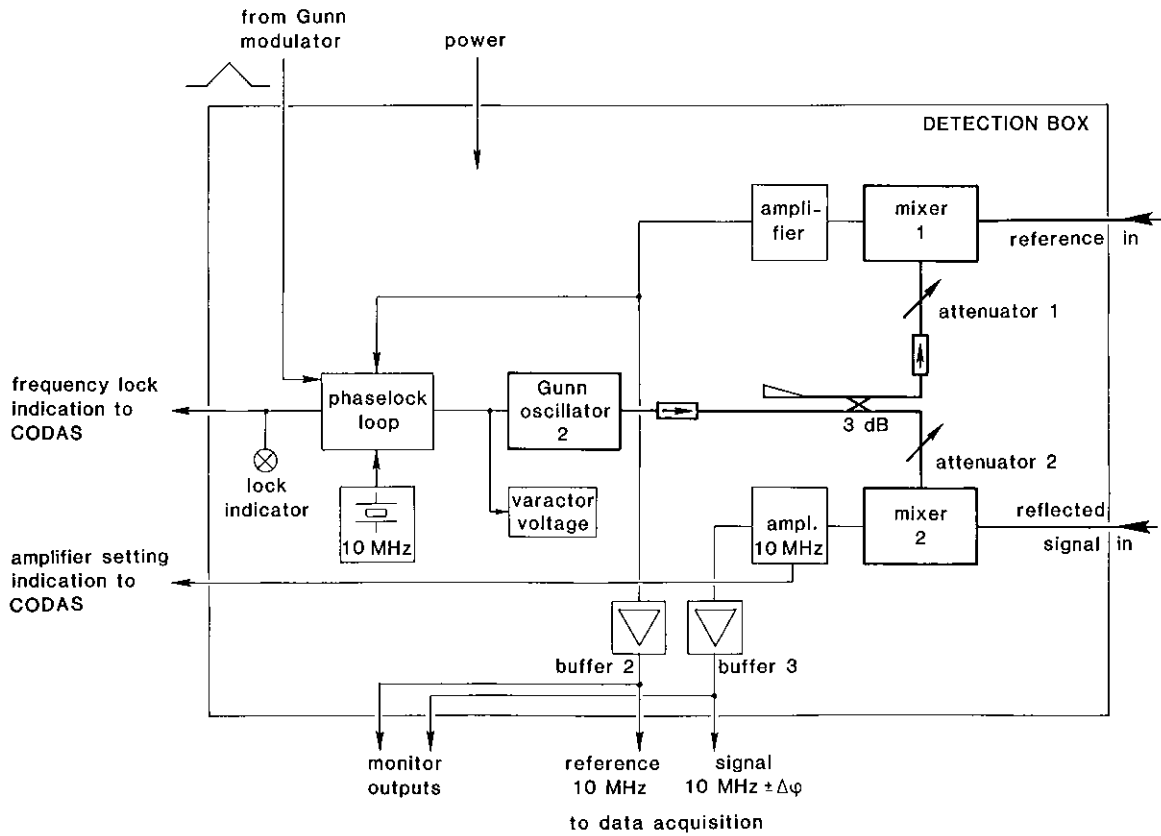 from Gunn
modulator
power
DETECTION BOX
ampli-
fier
mixer
1
reference in
attenuator 1
frequency lock
indication to
CODAS
phaselock
loop
Gunn
oscillator
2
3 dB
attenuator 2
lock
indicator
10 MHz
varactor
voltage
ampl.
10 MHz
mixer
2
reflected
signal in
amplifier setting
indication to
CODAS
buffer 2
buffer 3
monitor
outputs
reference
10 MHz
signal
10 MHz ± Δφ
to data acquisition